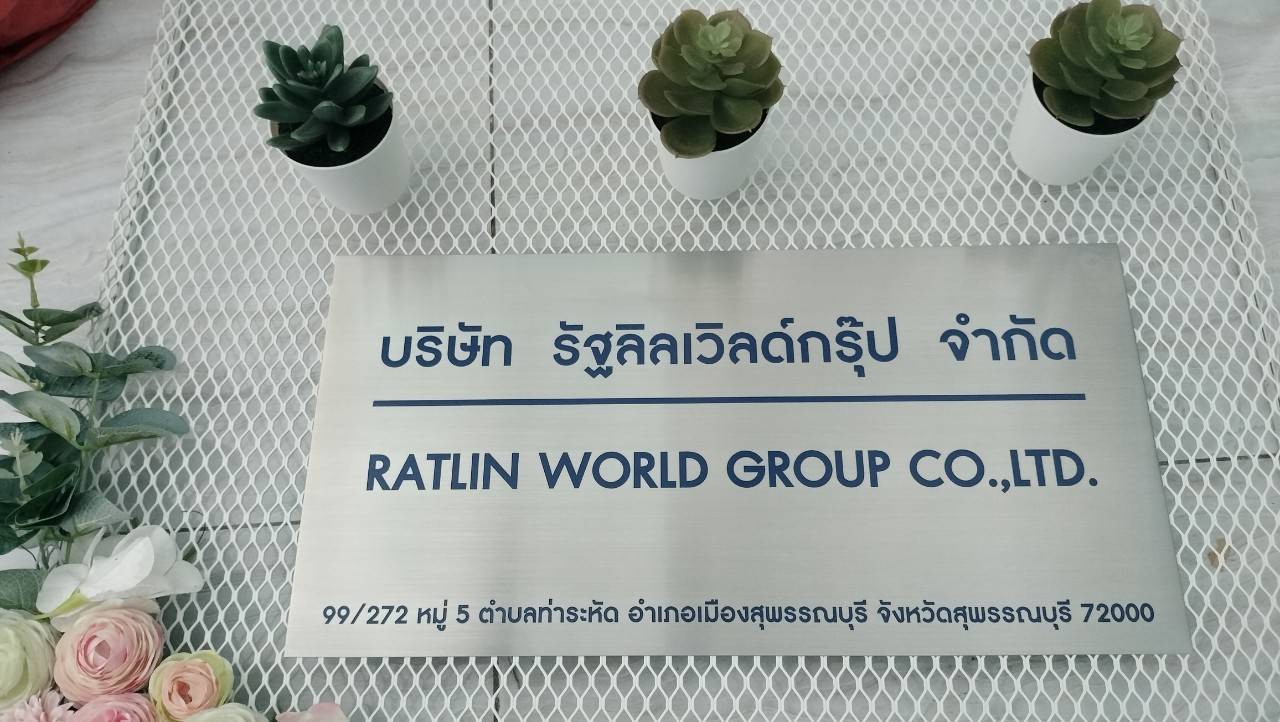 บริษัท รัฐลิลเวิลด์กรุ๊ป จำกัด
RATLIN WORLD GROUP CO.,LTD.
99/272 หมู่ 5 ตำบลท่าระหัด อำเภอเมืองสุพรรณบุรี จังหวัดสุพรรณบุรี 72000